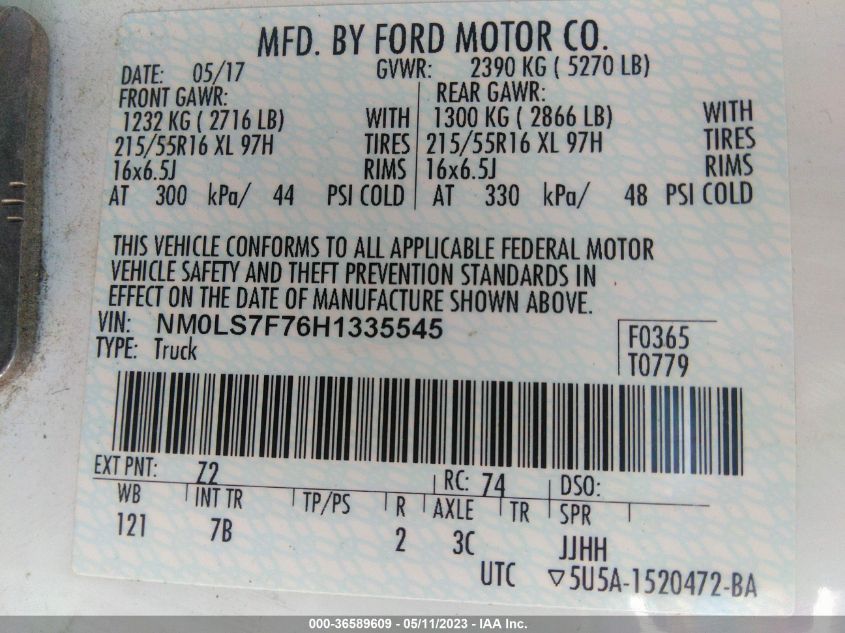 MFD. BY FORD MOTOR CO.
DATE: 05/17 GVWR: 2390 KG ( 5270 LB)
FRONT GAWR: REAR GAWR:
1232 KG ( 2716 LB) WITH 1300 KG ( 2866 LB) WITH
215/55R16 XL 97H TIRES 215/55R16 XL 97H TIRES
16x6.5J RIMS 16x6.5J RIMS
AT 300 kPa/ 44 PSI COLD AT 330 kPa/ 48 PSI COLD
THIS VEHICLE CONFORMS TO ALL APPLICABLE FEDERAL MOTOR
VEHICLE SAFETY AND THEFT PREVENTION STANDARDS IN
EFFECT ON THE DATE OF MANUFACTURE SHOWN ABOVE.
VIN: NM0LS7F76H1335545
TYPE: Truck
F0365
T0779
EXT PNT: Z2 RC: 74 DSO:
WB INT TR TP/PS R AXLE TR SPR
121 7B 2 3C JJHH
UTC ▽5U5A-1520472-BA
000-36589609 - 05/11/2023 - IAA Inc.